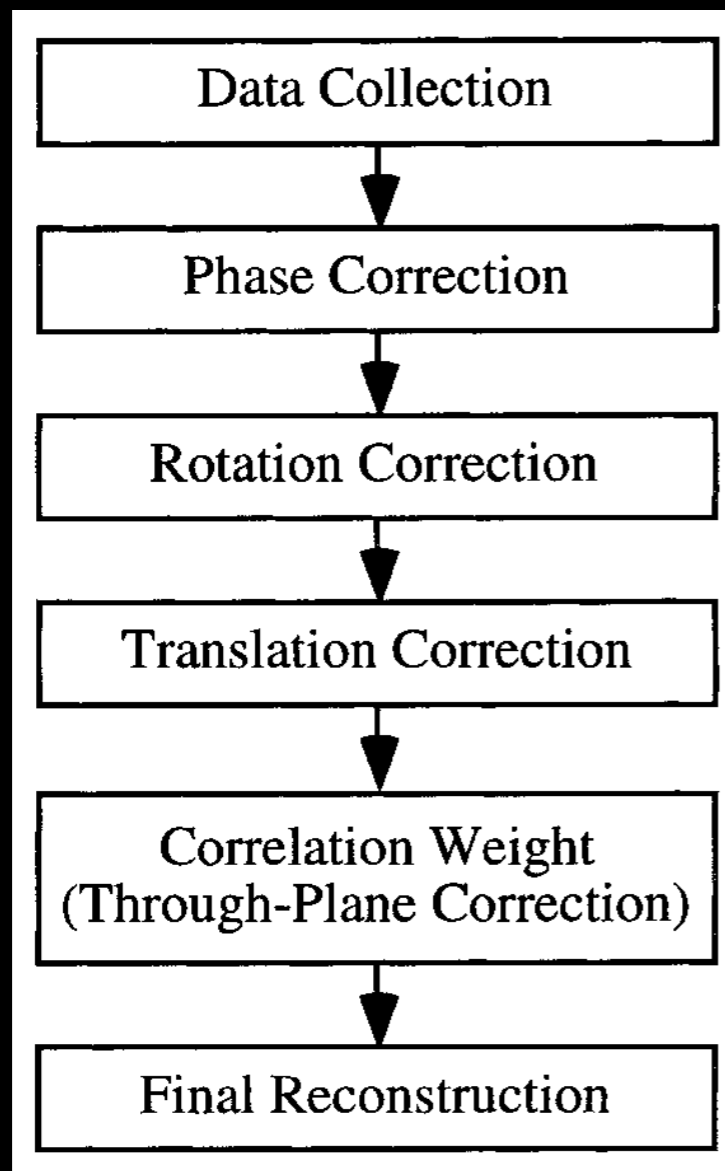 Data Collection
Phase Correction
Rotation Correction
Translation Correction
Correlation Weight
(Through-Plane Correction)
Final Reconstruction